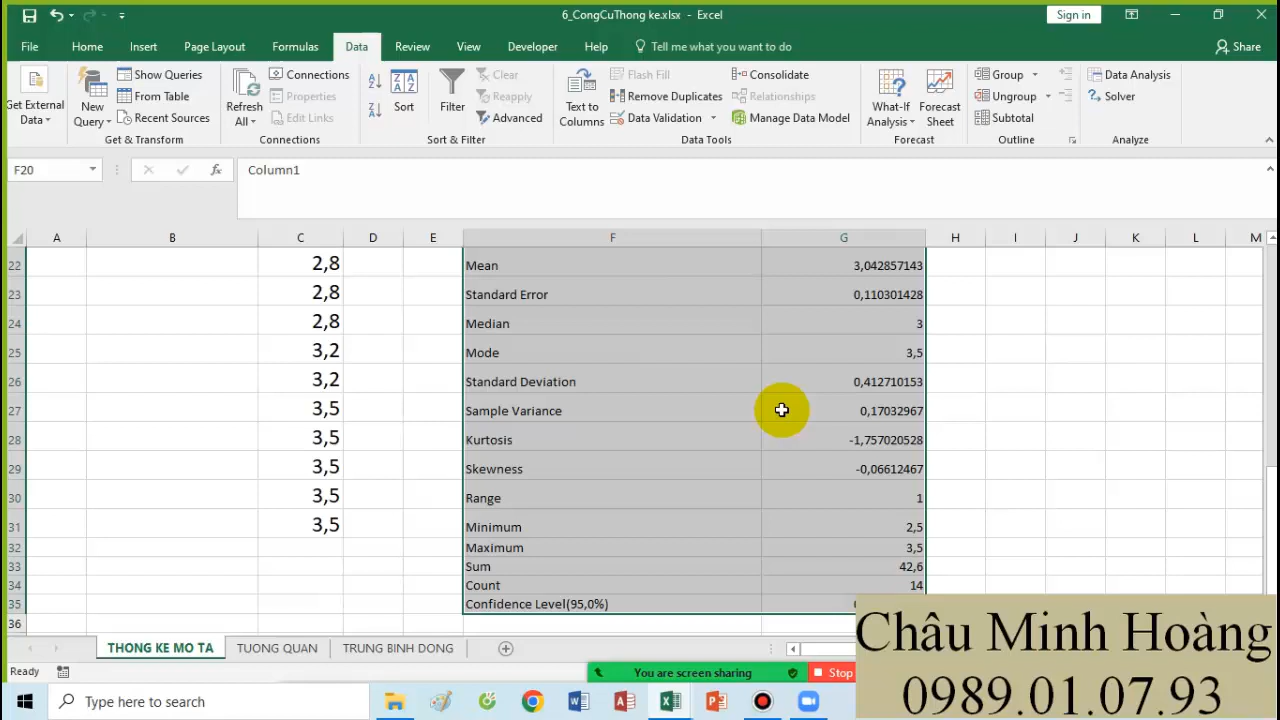 6_CongCuThong ke.xlsx - Excel
Sign in
File Home Insert Page Layout Formulas Data Review View Developer Help Tell me what you want to do Share
Get External Data
New Query
Show Queries
From Table
Recent Searches
Get & Transform
Refresh All
Connections
Properties
Edit Links
Connections
Sort
Filter
Clear
Reapply
Advanced
Sort & Filter
Text to Columns
Flash Fill
Remove Duplicates
Data Validation
Consolidate
Relationships
Manage Data Model
Data Tools
What-If Analysis
Forecast Sheet
Forecast
Group
Ungroup
Subtotal
Outline
Data Analysis
Solver
Analyze
F20 fx Column1
A B C D E F G H I J K L M
22 2,8 Mean 3,042857143
23 2,8 Standard Error 0,110301428
24 2,8 Median 3
25 3,2 Mode 3,5
26 3,2 Standard Deviation 0,412710153
27 3,5 Sample Variance 0,17032967
28 3,5 Kurtosis -1,757020528
29 3,5 Skewness -0,06612467
30 3,5 Range 1
31 3,5 Minimum 2,5
32 Maximum 3,5
33 Sum 42,6
34 Count 14
35 Confidence Level(95,0%)
36
THONG KE MO TA TUONG QUAN TRUNG BINH DONG
Ready
You are screen sharing Stop
Type here to search
Châu Minh Hoàng
0989.01.07.93